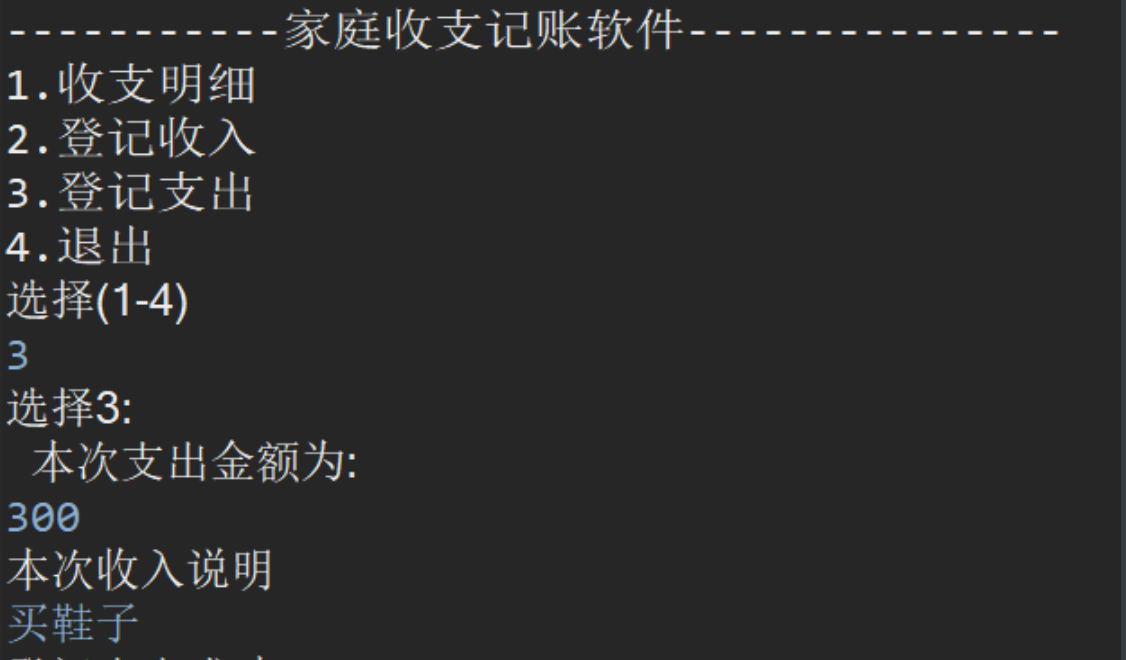 -----------家庭收支记账软件---------------
1.收支明细
2.登记收入
3.登记支出
4.退出
选择(1-4)
3
选择3:
本次支出金额为:
300
本次收入说明
买鞋子